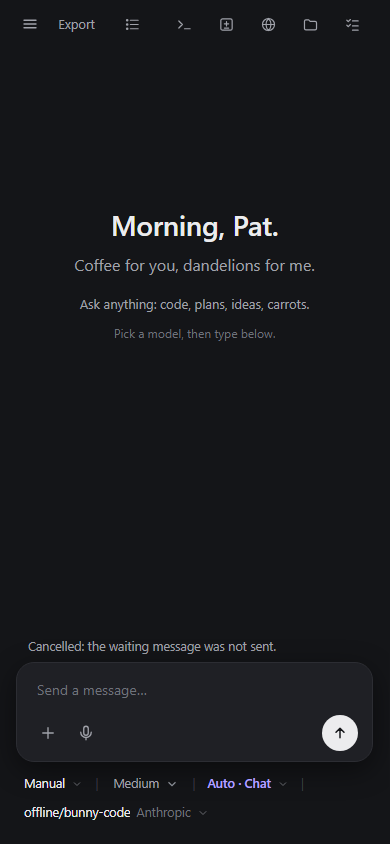 Export
Morning, Pat.
Coffee for you, dandelions for me.
Ask anything: code, plans, ideas, carrots.
Pick a model, then type below.
Cancelled: the waiting message was not sent.
Send a message...
Manual | Medium | Auto · Chat |
offline/bunny-code Anthropic